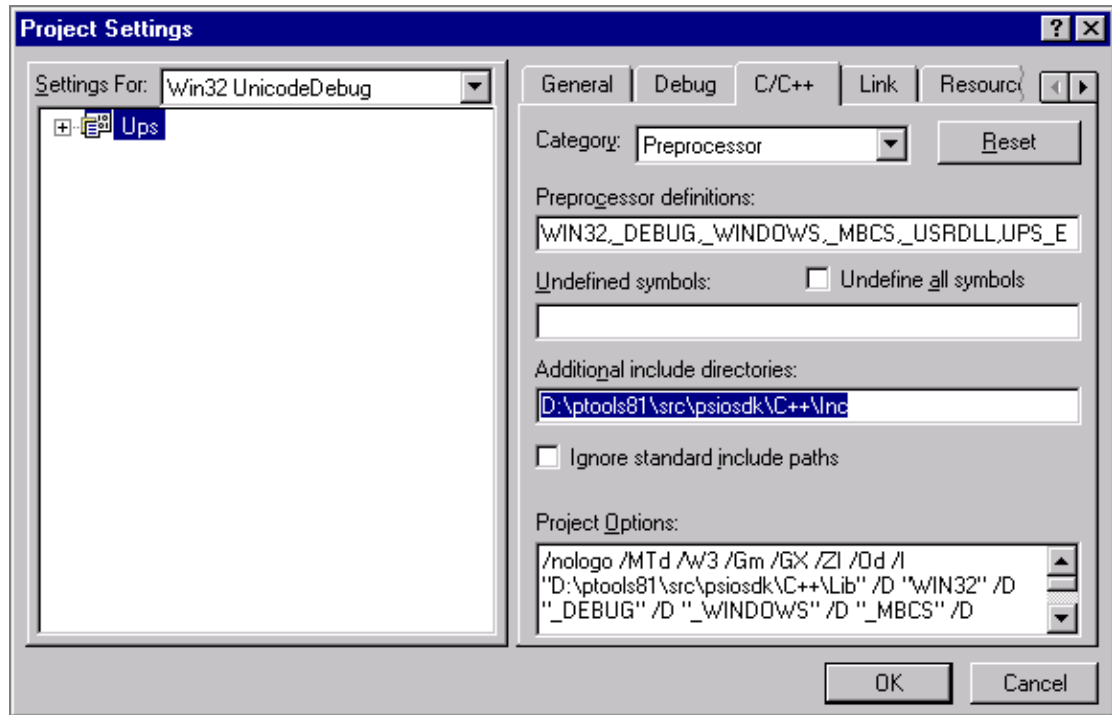 Project Settings
Settings For: Win32 UnicodeDebug
Ups
General Debug C/C++ Link Resourc
Category: Preprocessor Reset
Preprocessor definitions:
WIN32,_DEBUG,_WINDOWS,_MBCS,_USRDLL,UPS_E
Undefined symbols: Undefine all symbols
Additional include directories:
D:\ptools81\src\psiosdk\C++\Inc
Ignore standard include paths
Project Options:
/nologo /MTd /W3 /Gm /GX /ZI /Od /I
"D:\ptools81\src\psiosdk\C++\Lib" /D "WIN32" /D
"_DEBUG" /D "_WINDOWS" /D "_MBCS" /D
OK Cancel